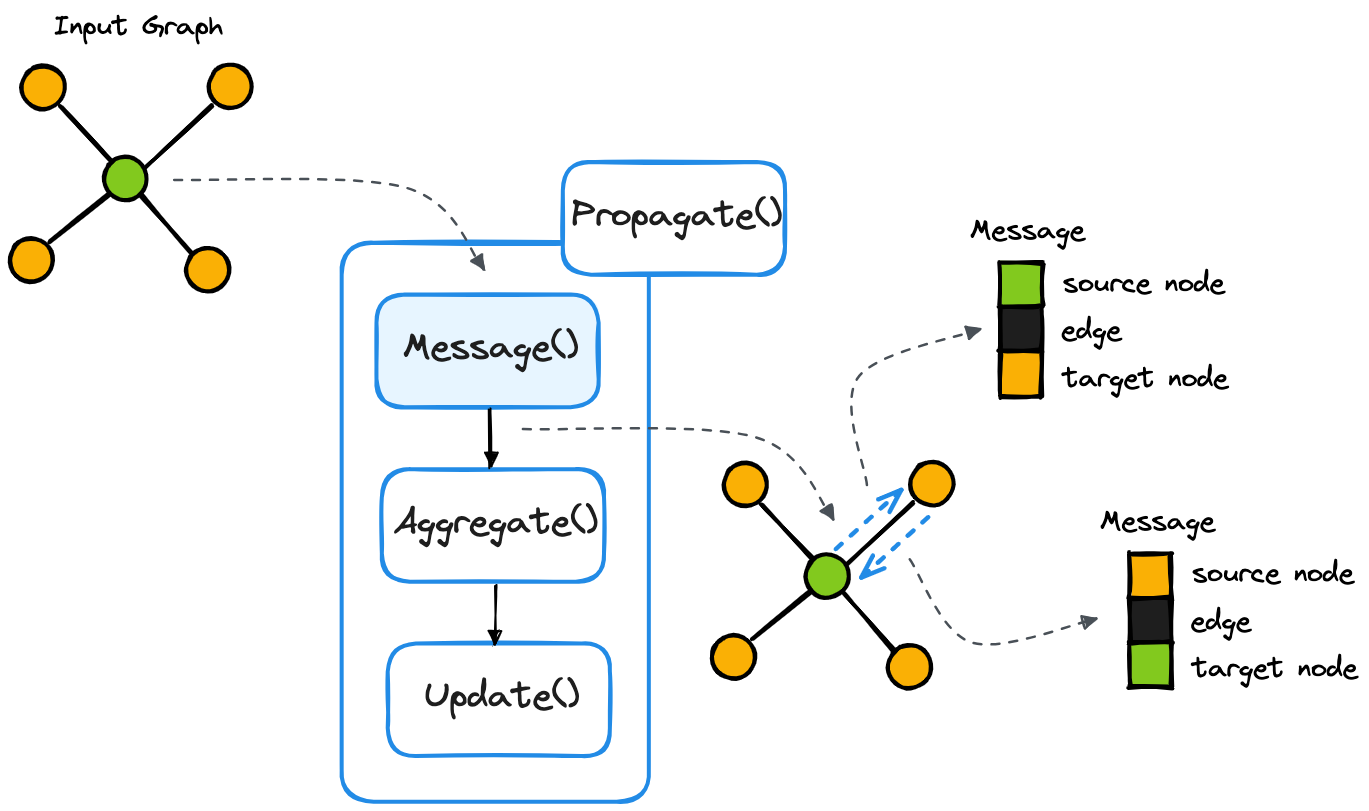 Input Graph
Propagate()
Message()
Aggregate()
Update()
Message
source node
edge
target node
Message
source node
edge
target node